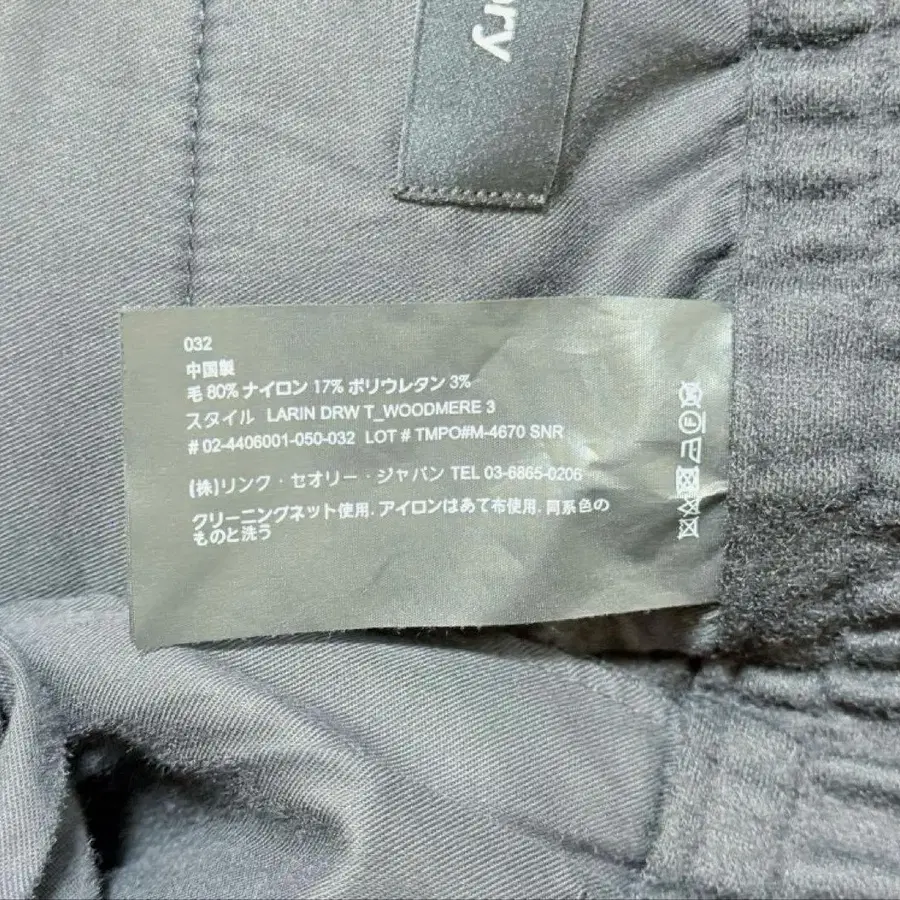 ory
032
中国製
毛 80% ナイロン 17% ポリウレタン 3%
スタイル LARIN DRW T_WOODMERE 3
# 02-4406001-050-032 LOT # TMPO#M-4670 SNR
(株)リンク・セオリー・ジャパン TEL 03-6865-0206
クリーニングネット使用. アイロンはあて布使用. 同系色の
ものと洗う
F